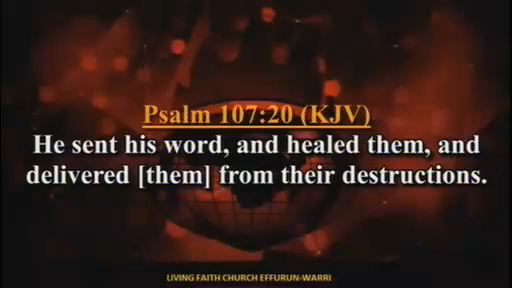 Psalm 107:20 (KJV)
He sent his word, and healed them, and
delivered [them] from their destructions.
LIVING FAITH CHURCH EFFURUN-WARRI